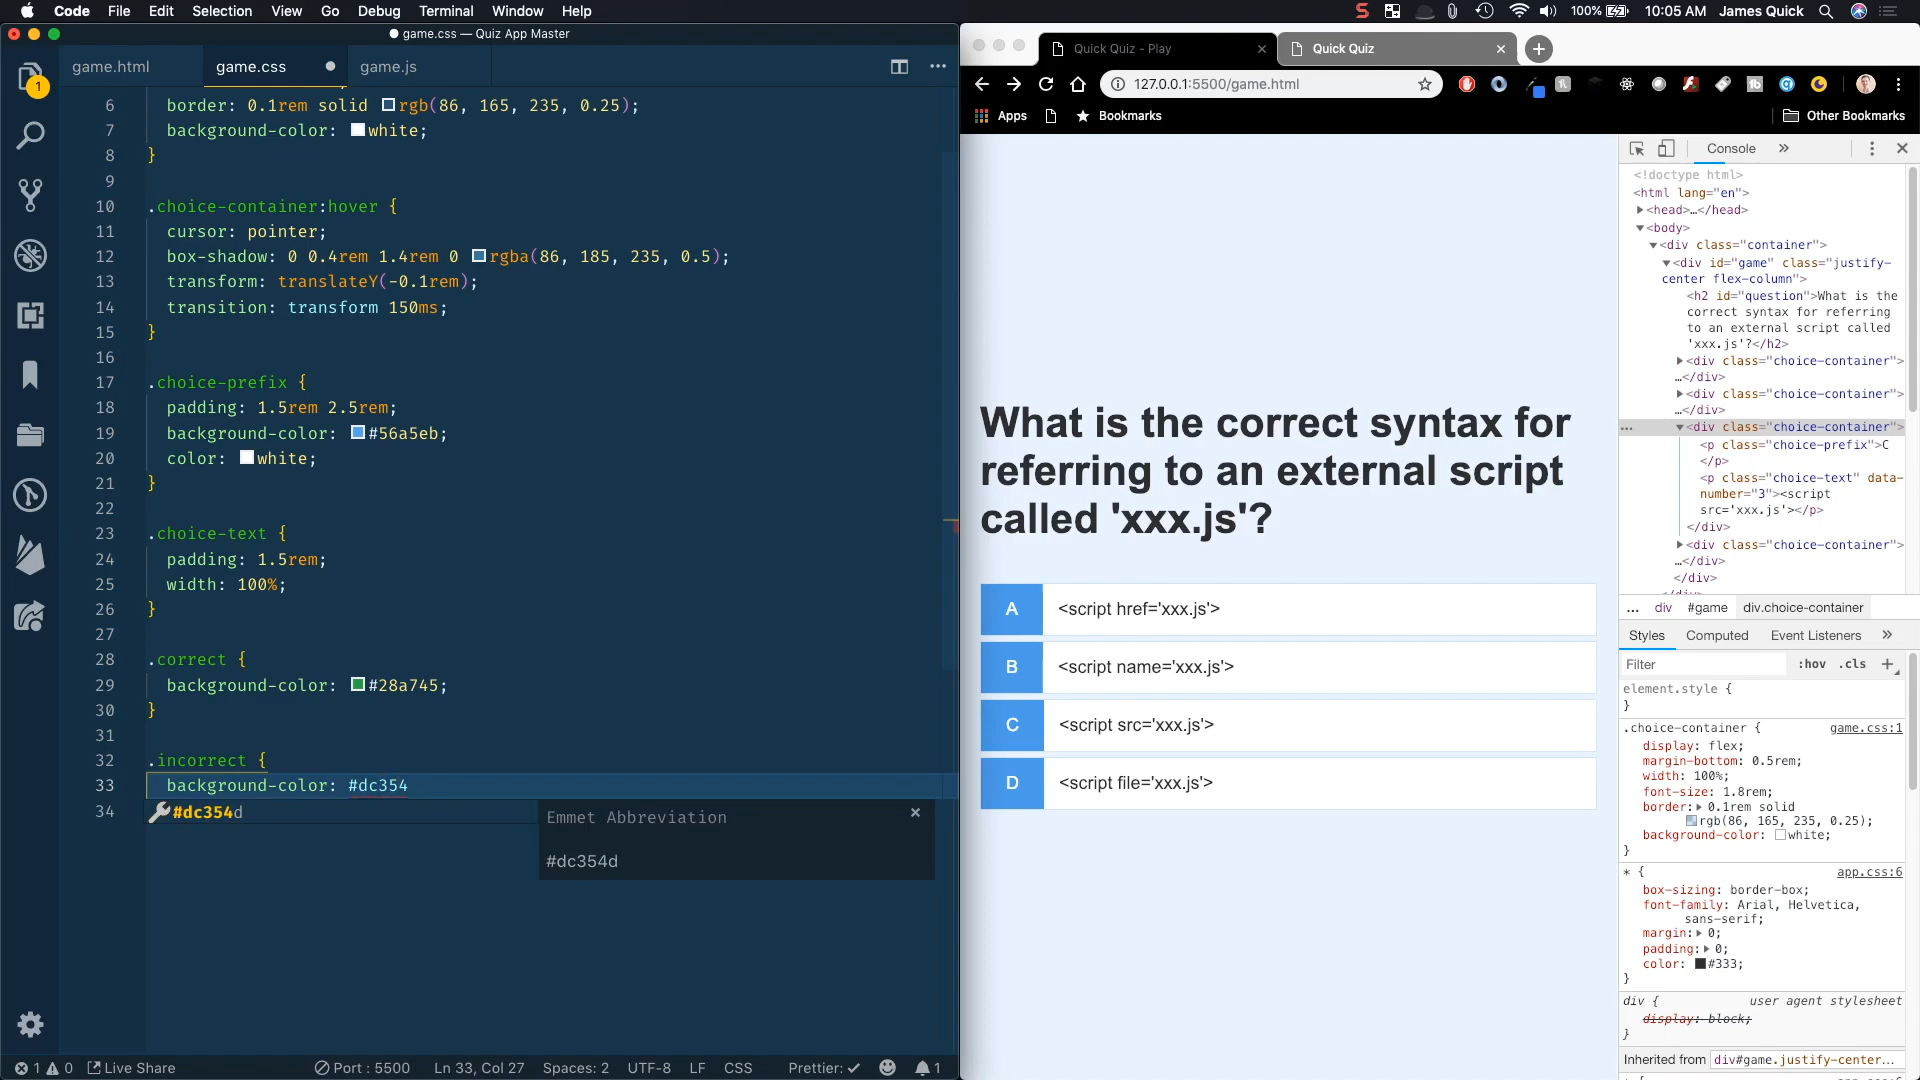 Code File Edit Selection View Go Debug Terminal Window Help
100% 10:05 AM James Quick
game.css — Quiz App Master
game.html
game.css
game.js
1
6 border: 0.1rem solid rgb(86, 165, 235, 0.25);
7 background-color: white;
8 }
9
10 .choice-container:hover {
11 cursor: pointer;
12 box-shadow: 0 0.4rem 1.4rem 0 rgba(86, 185, 235, 0.5);
13 transform: translateY(-0.1rem);
14 transition: transform 150ms;
15 }
16
17 .choice-prefix {
18 padding: 1.5rem 2.5rem;
19 background-color: #56a5eb;
20 color: white;
21 }
22
23 .choice-text {
24 padding: 1.5rem;
25 width: 100%;
26 }
27
28 .correct {
29 background-color: #28a745;
30 }
31
32 .incorrect {
33 background-color: #dc354
34
#dc354d
Emmet Abbreviation
#dc354d
1 0 Live Share Port : 5500 Ln 33, Col 27 Spaces: 2 UTF-8 LF CSS Prettier: ✓ 1
Quick Quiz - Play
Quick Quiz
127.0.0.1:5500/game.html
Apps
Bookmarks
Other Bookmarks
What is the correct syntax for
referring to an external script
called 'xxx.js'?
A <script href='xxx.js'>
B <script name='xxx.js'>
C <script src='xxx.js'>
D <script file='xxx.js'>
Console
<!doctype html>
<html lang="en">
<head>…</head>
<body>
<div class="container">
<div id="game" class="justify-
center flex-column">
<h2 id="question">What is the
correct syntax for referring
to an external script called
'xxx.js'?</h2>
<div class="choice-container">
…</div>
<div class="choice-container">
…</div>
<div class="choice-container">
<p class="choice-prefix">C
</p>
<p class="choice-text" data-
number="3"><script
src='xxx.js'></p>
</div>
<div class="choice-container">
…</div>
</div>
... div #game div.choice-container
Styles Computed Event Listeners
Filter :hov .cls +
element.style {
}
.choice-container { game.css:1
display: flex;
margin-bottom: 0.5rem;
width: 100%;
font-size: 1.8rem;
border: 0.1rem solid
rgb(86, 165, 235, 0.25);
background-color: white;
}
* { app.css:6
box-sizing: border-box;
font-family: Arial, Helvetica,
sans-serif;
margin: 0;
padding: 0;
color: #333;
}
div { user agent stylesheet
display: block;
}
Inherited from div#game.justify-center…